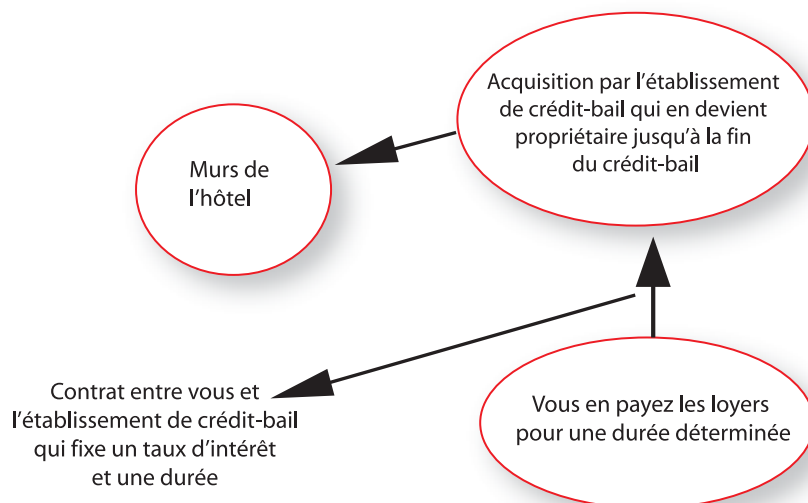 Acquisition par l’établissement
de crédit-bail qui en devient
propriétaire jusqu’à la fin
du crédit-bail
Murs de
l’hôtel
Contrat entre vous et
l’établissement de crédit-bail
qui fixe un taux d’intérêt
et une durée
Vous en payez les loyers
pour une durée déterminée